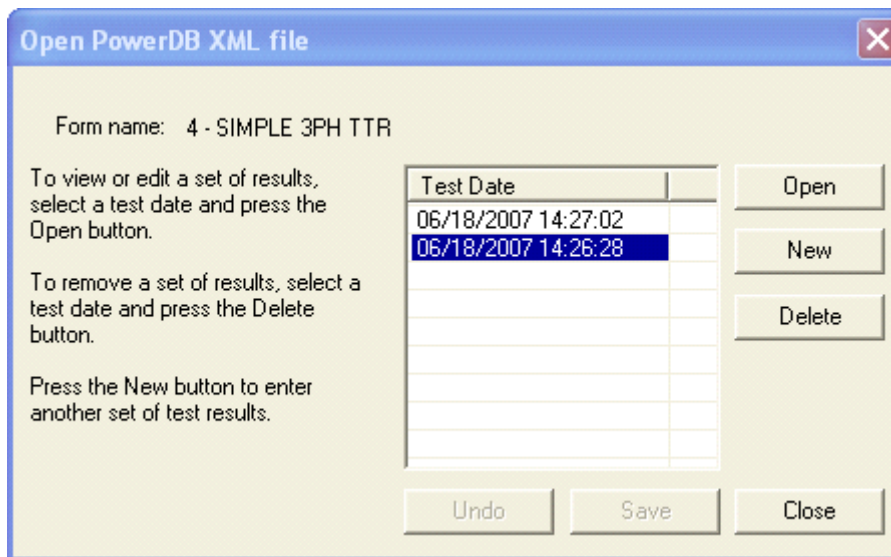 Open PowerDB XML file
Form name: 4 - SIMPLE 3PH TTR
To view or edit a set of results,
select a test date and press the
Open button.
To remove a set of results, select a
test date and press the Delete
button.
Press the New button to enter
another set of test results.
Test Date
06/18/2007 14:27:02
06/18/2007 14:26:28
Open
New
Delete
Undo
Save
Close